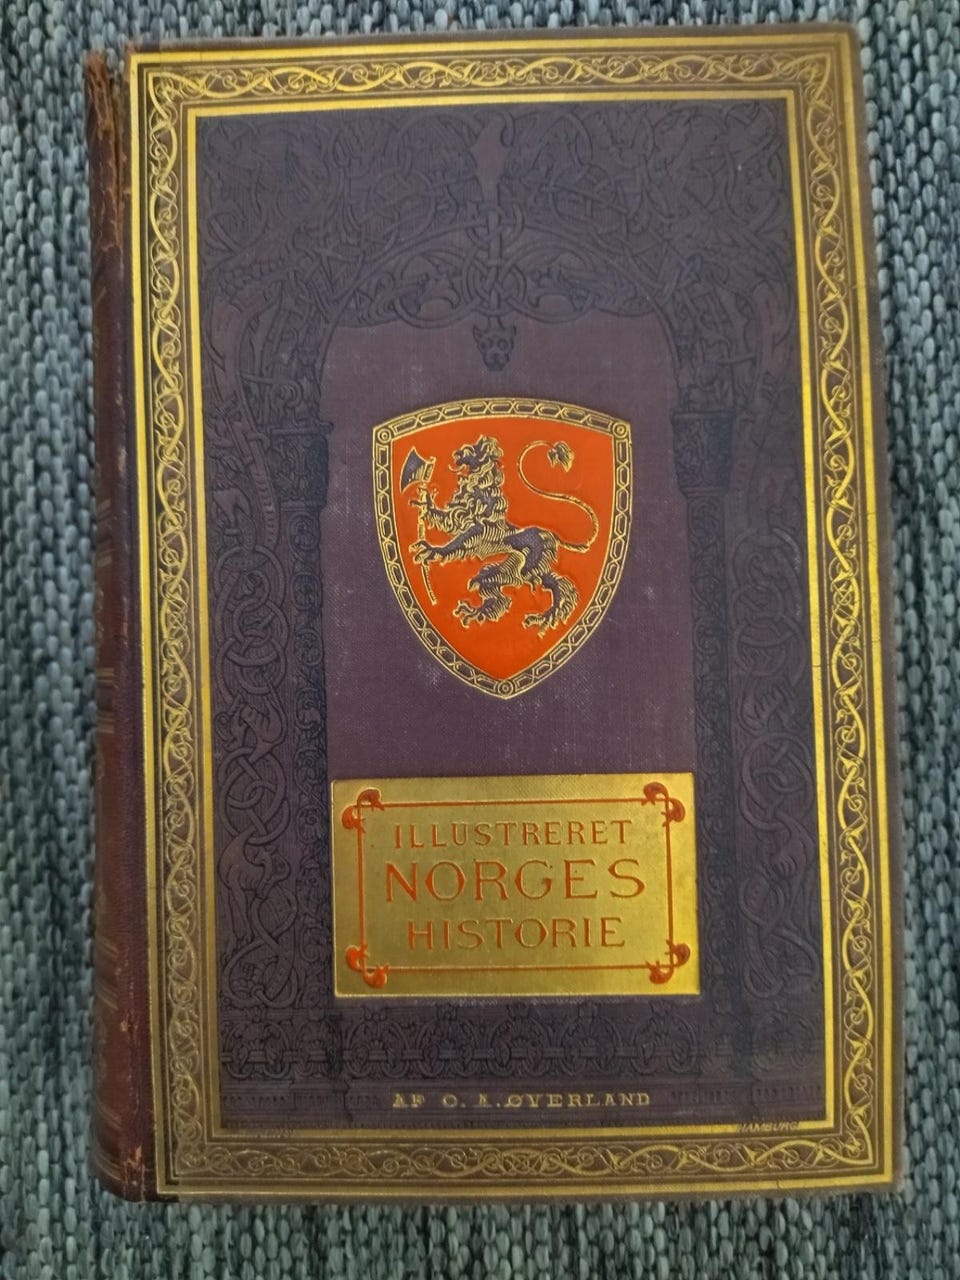 ILLUSTRERET
NORGES
HISTORIE
AF O. A. ØVERLAND
HAMBURG